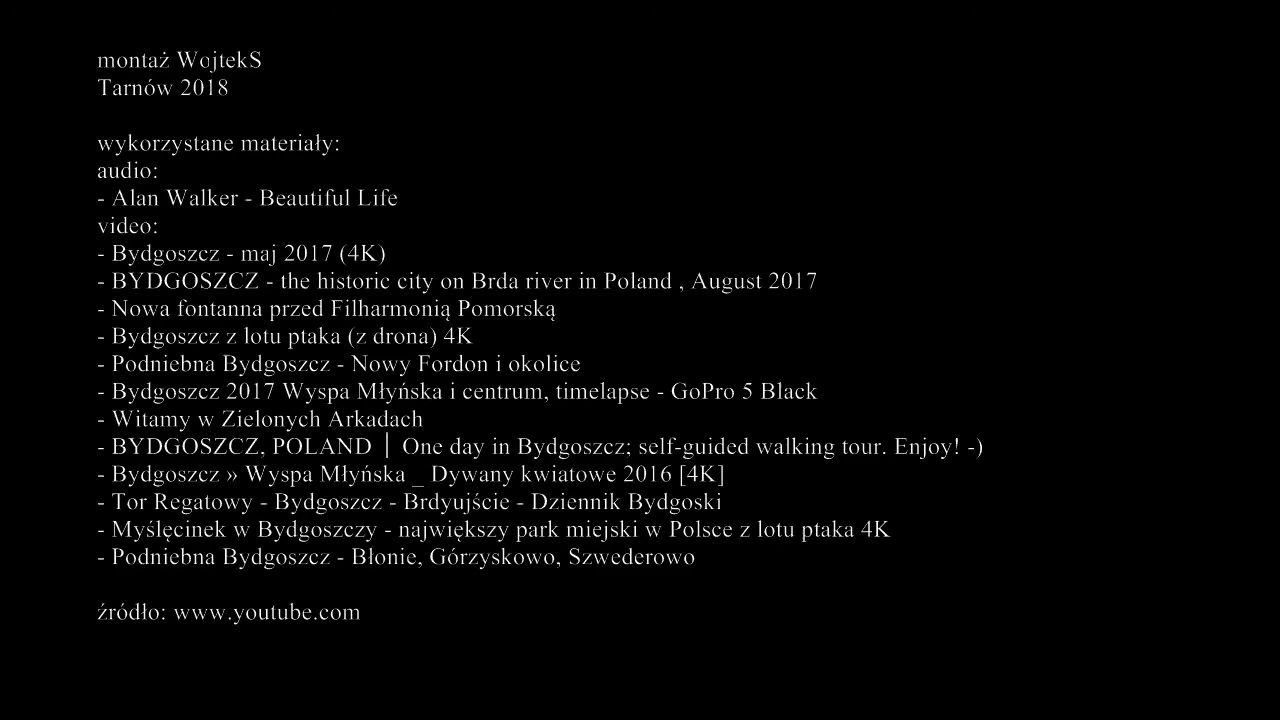 montaż WojtekS
Tarnów 2018
wykorzystane materiały:
audio:
- Alan Walker - Beautiful Life
video:
- Bydgoszcz - maj 2017 (4K)
- BYDGOSZCZ - the historic city on Brda river in Poland , August 2017
- Nowa fontanna przed Filharmonią Pomorską
- Bydgoszcz z lotu ptaka (z drona) 4K
- Podniebna Bydgoszcz - Nowy Fordon i okolice
- Bydgoszcz 2017 Wyspa Młyńska i centrum, timelapse - GoPro 5 Black
- Witamy w Zielonych Arkadach
- BYDGOSZCZ, POLAND │ One day in Bydgoszcz; self-guided walking tour. Enjoy! -)
- Bydgoszcz » Wyspa Młyńska _ Dywany kwiatowe 2016 [4K]
- Tor Regatowy - Bydgoszcz - Brdyujście - Dziennik Bydgoski
- Myślęcinek w Bydgoszczy - największy park miejski w Polsce z lotu ptaka 4K
- Podniebna Bydgoszcz - Błonie, Górzyskowo, Szwederowo
źródło: www.youtube.com